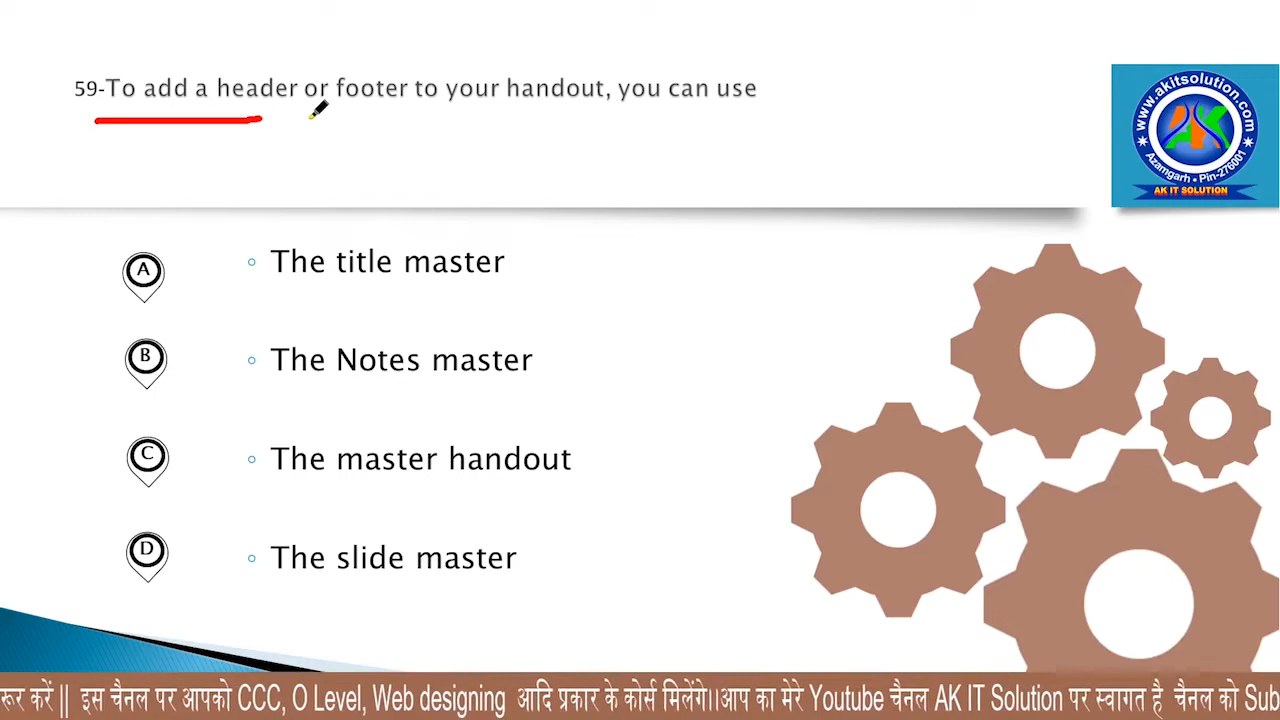 59-To add a header or footer to your handout, you can use
www.akitsolution.com
AK
Azamgarh • Pin-276001
AK IT SOLUTION
A
The title master
B
The Notes master
C
The master handout
D
The slide master
रूर करें || इस चैनल पर आपको CCC, O Level, Web designing आदि प्रकार के कोर्स मिलेंगे।।आप का मेरे Youtube चैनल AK IT Solution पर स्वागत है चैनल को Sub